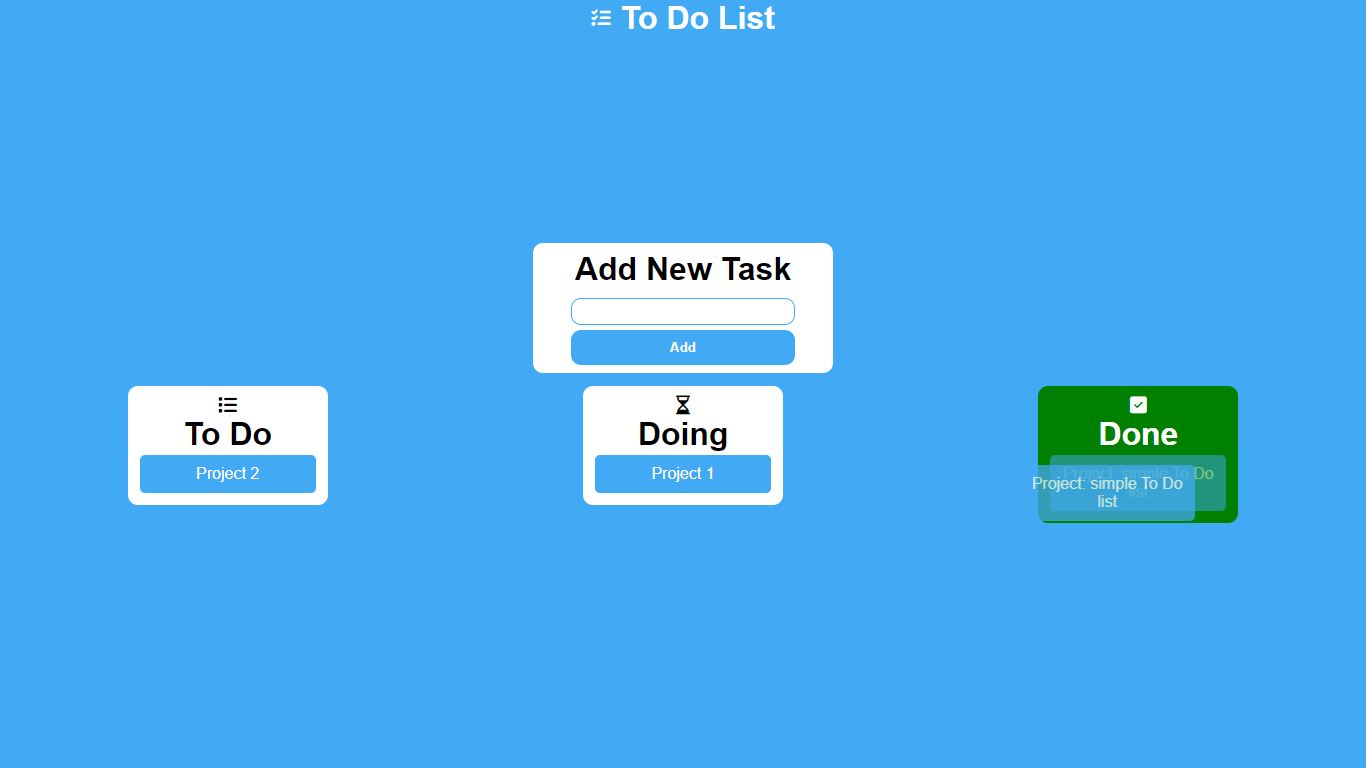 To Do List
Add New Task
Add
To Do
Project 2
Doing
Project 1
Done
Project: simple To Do
list
Project: simple To Do
list